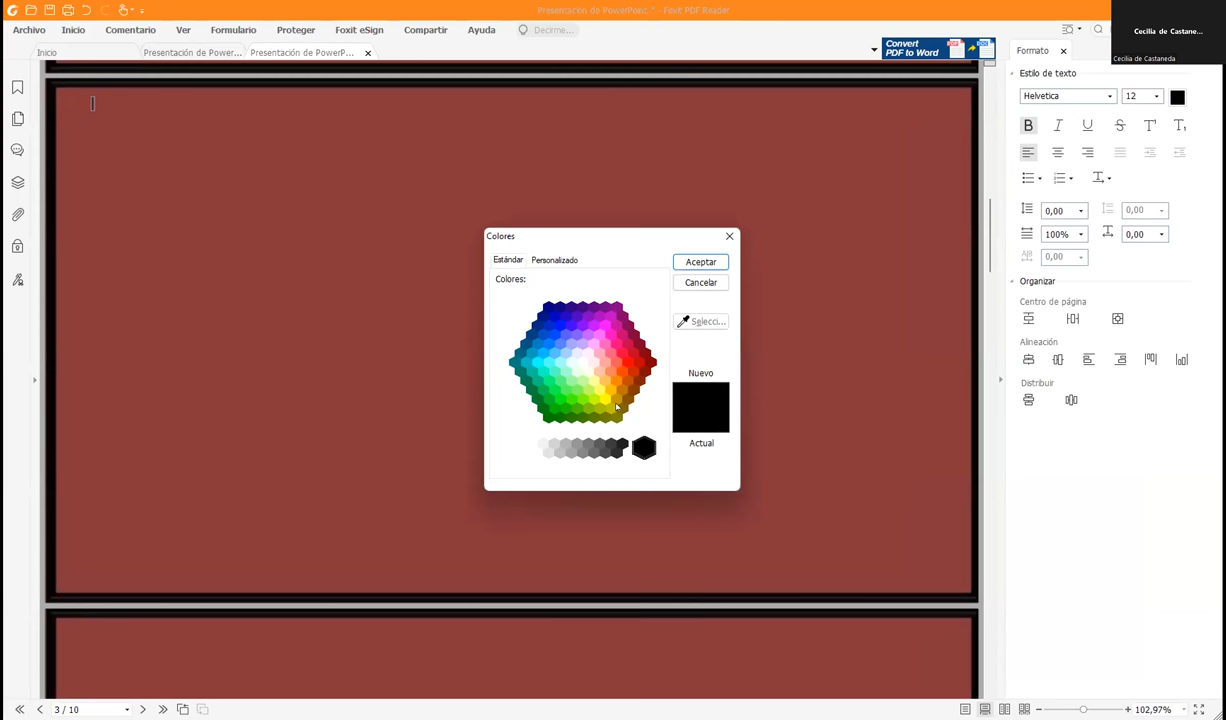 Presentación de PowerPoint * - Foxit PDF Reader
Archivo Inicio Comentario Ver Formulario Proteger Foxit eSign Compartir Ayuda Decirme...
Cecilia de Castane...
Cecilia de Castaneda
Inicio Presentación de Power... Presentación de PowerP...
Convert
PDF to Word
Formato
Estilo de texto
Helvetica 12
0,00 0,00
100% 0,00
0,00
Organizar
Centro de página
Alineación
Distribuir
Colores
Estándar Personalizado
Colores:
Aceptar
Cancelar
Selecci...
Nuevo
Actual
3 / 10
102,97%